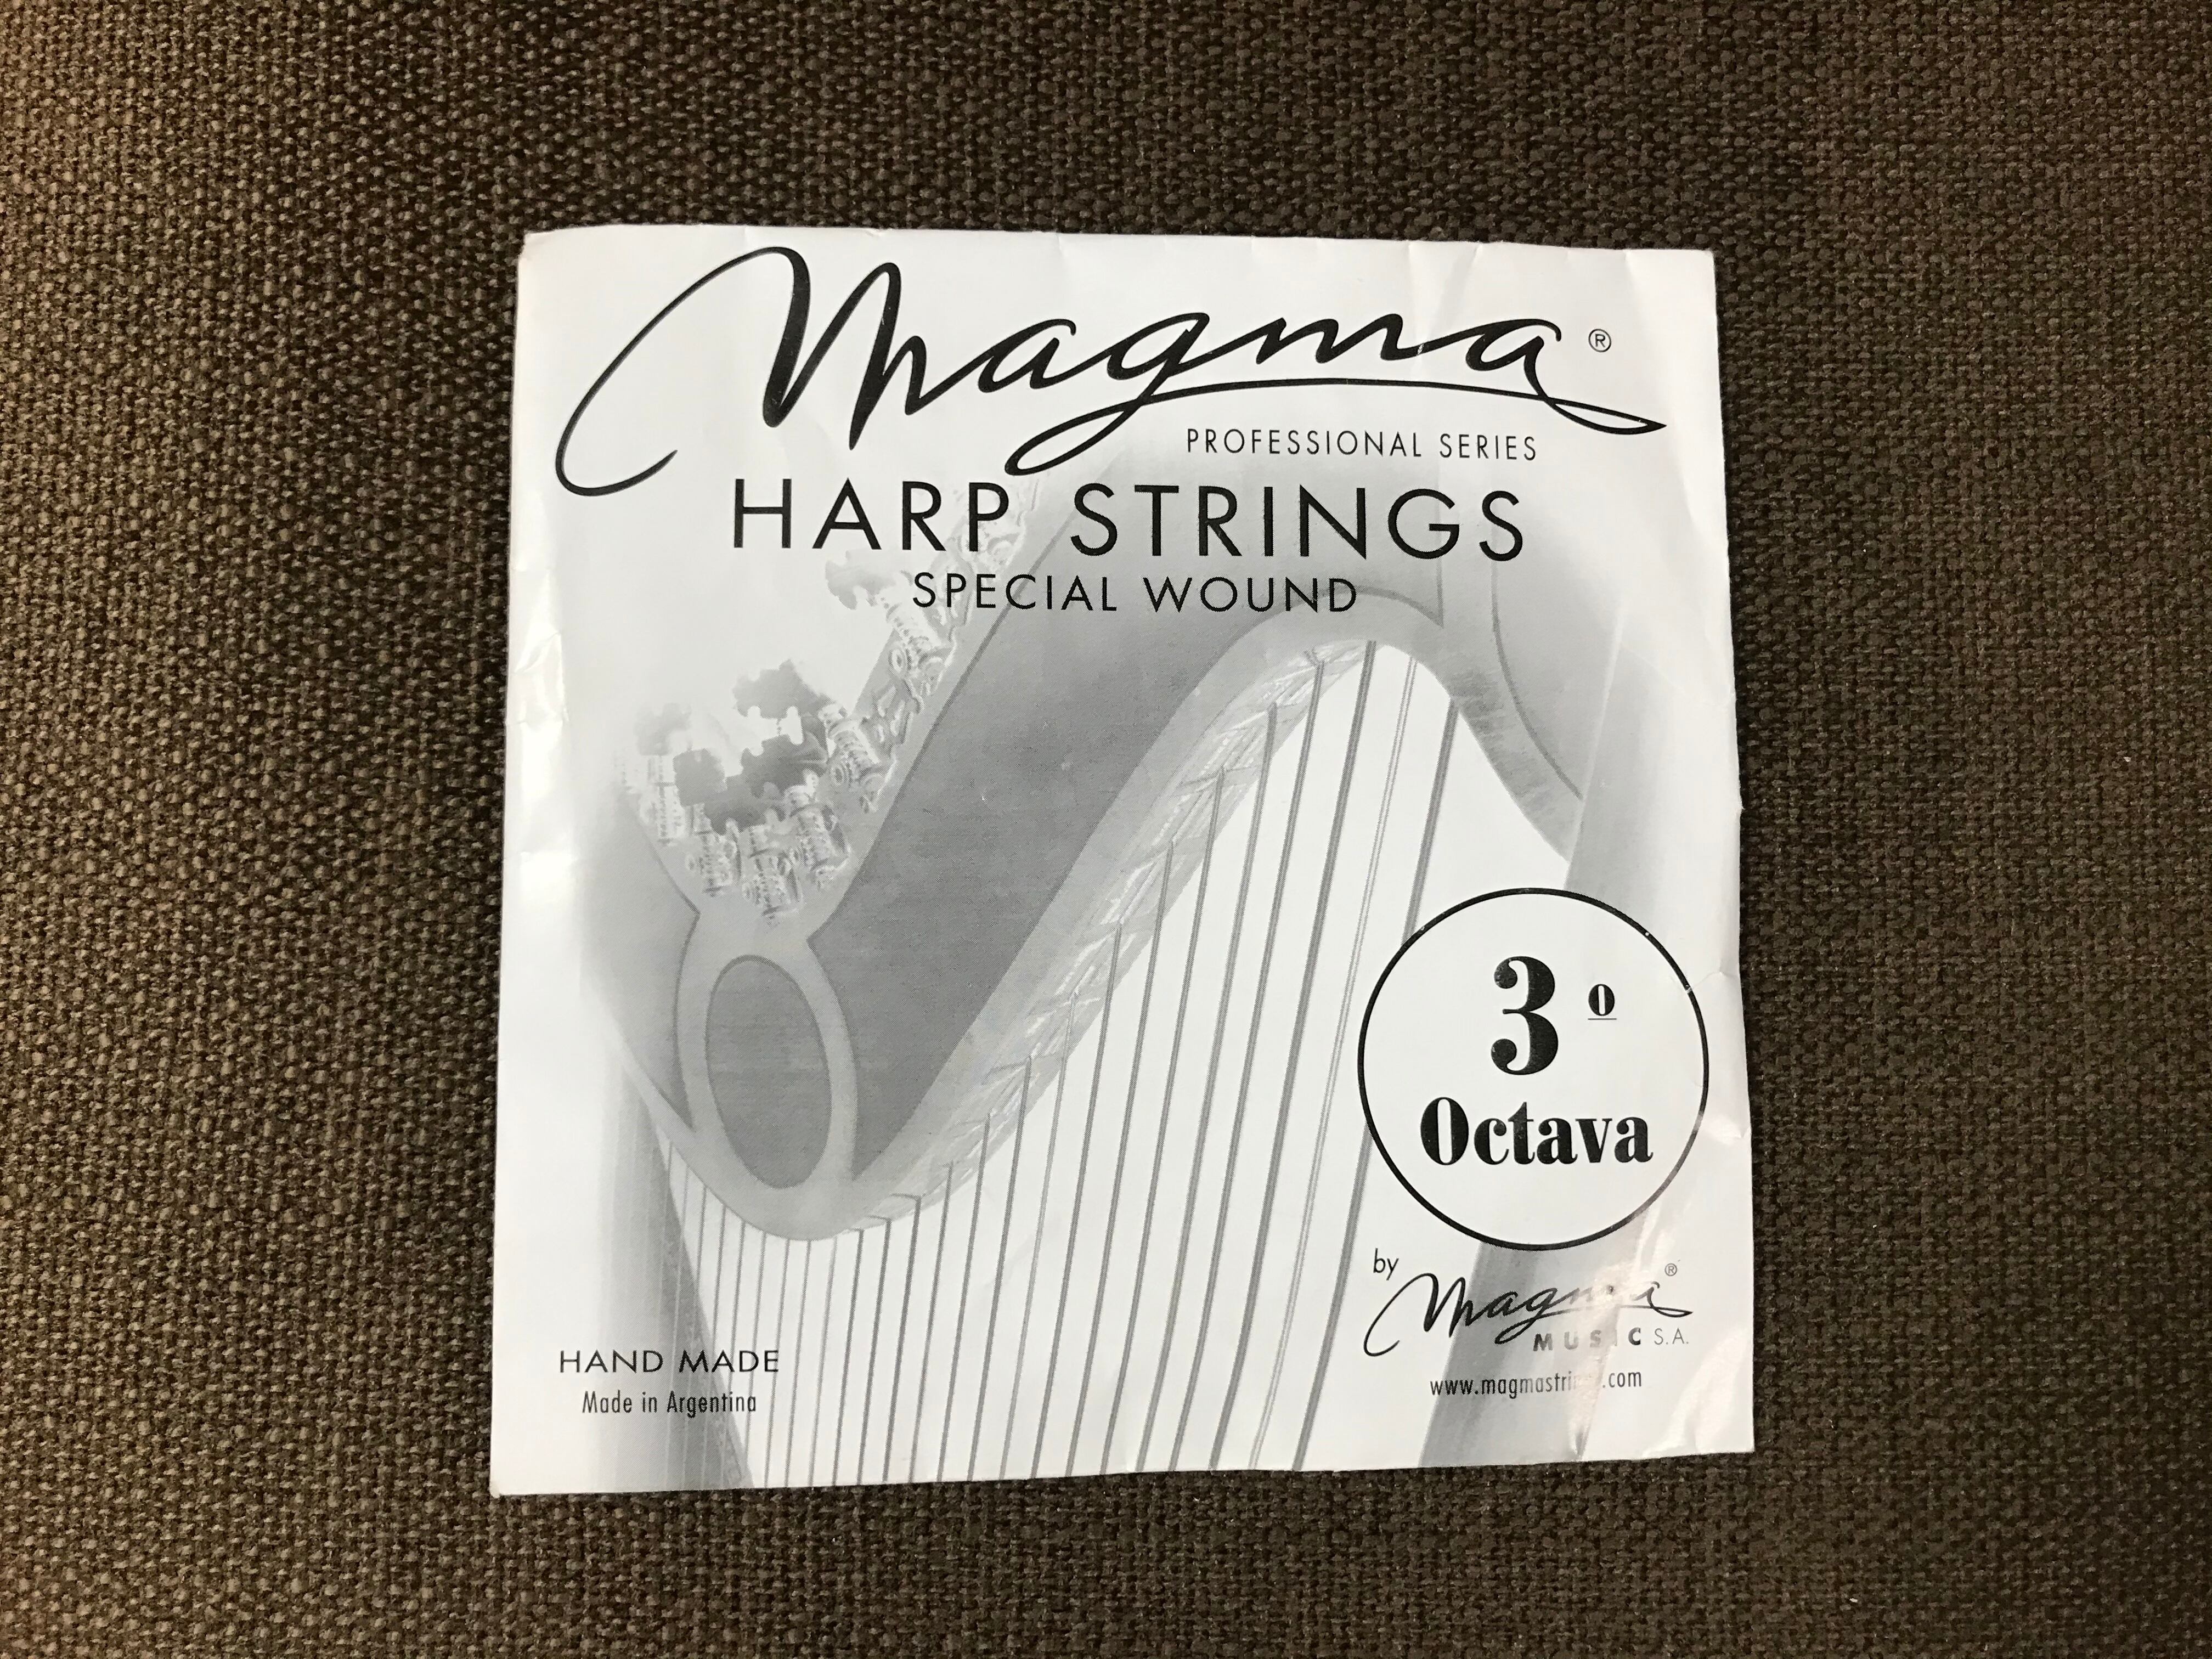 Magma®
PROFESSIONAL SERIES
HARP STRINGS
SPECIAL WOUND
3º
Octava
by
Magma®
MUSIC S.A.
HAND MADE
Made in Argentina